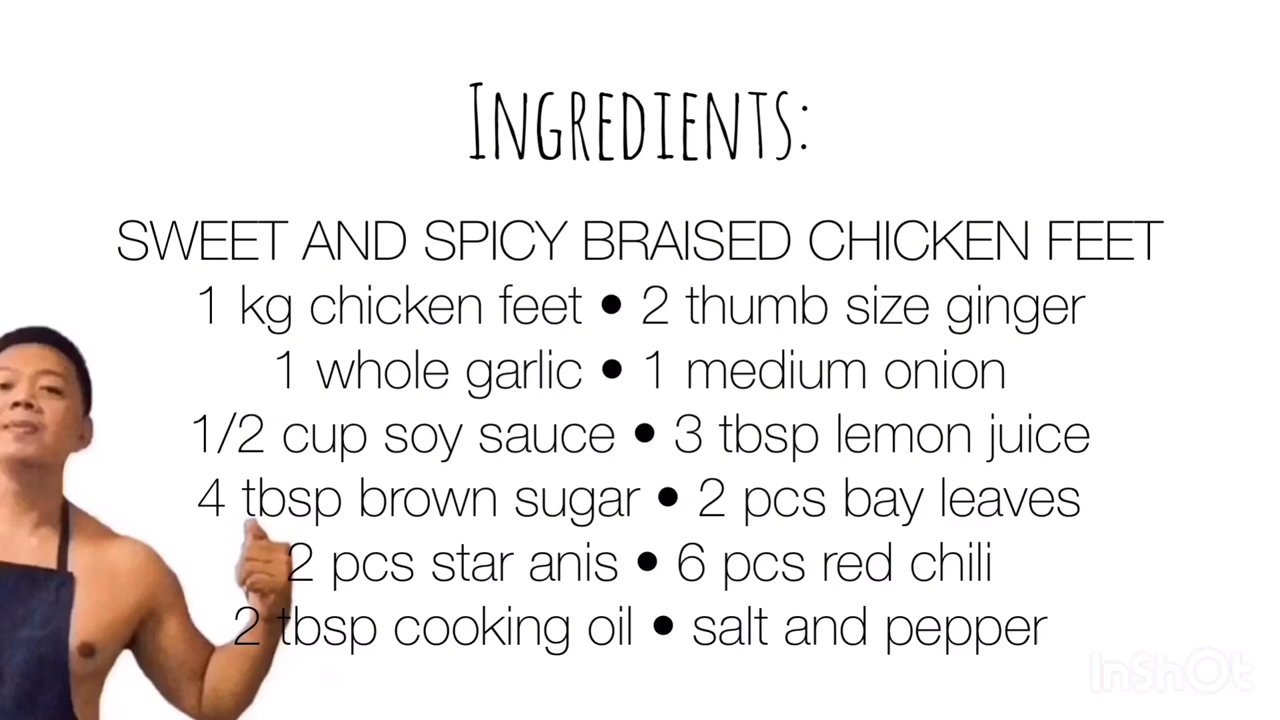 INGREDIENTS:
SWEET AND SPICY BRAISED CHICKEN FEET
1 kg chicken feet • 2 thumb size ginger
1 whole garlic • 1 medium onion
1/2 cup soy sauce • 3 tbsp lemon juice
4 tbsp brown sugar • 2 pcs bay leaves
2 pcs star anis • 6 pcs red chili
2 tbsp cooking oil • salt and pepper
InShOt